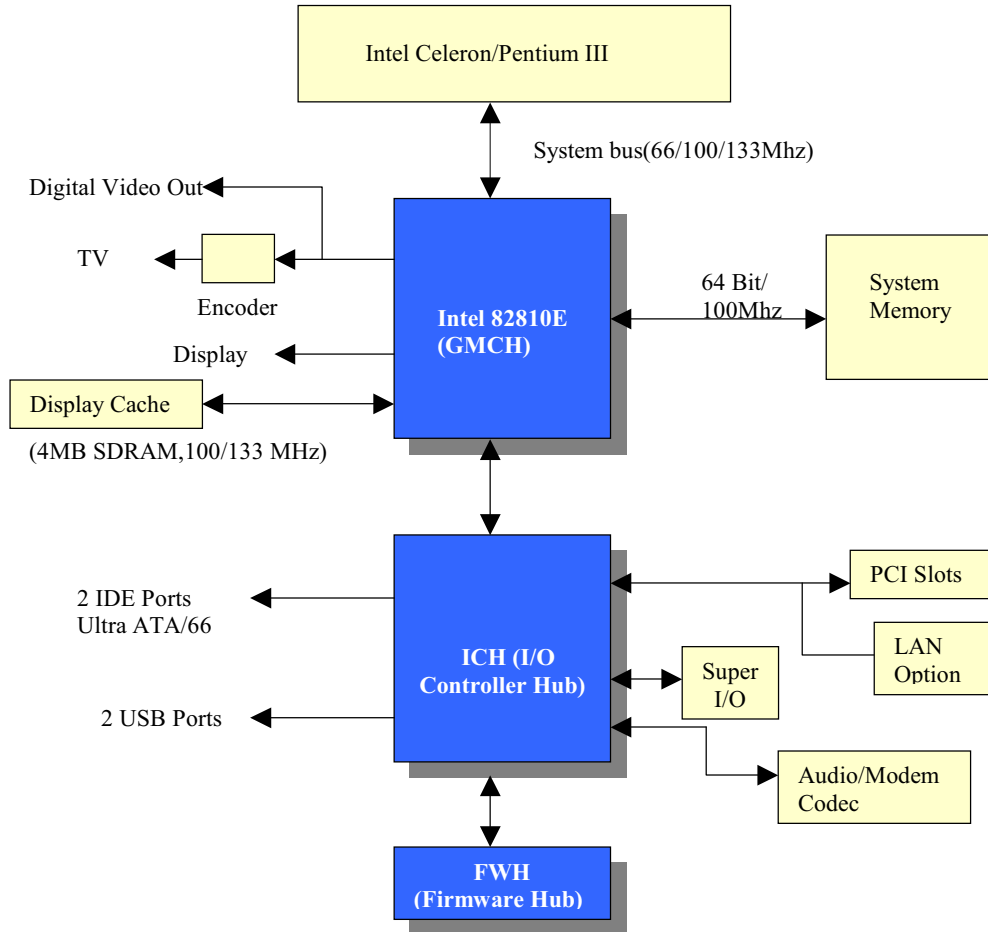 Intel Celeron/Pentium III
System bus(66/100/133Mhz)
Digital Video Out
TV
Encoder
Display
Display Cache
(4MB SDRAM,100/133 MHz)
Intel 82810E
(GMCH)
64 Bit/
100Mhz
System
Memory
2 IDE Ports
Ultra ATA/66
2 USB Ports
ICH (I/O
Controller Hub)
PCI Slots
LAN
Option
Super
I/O
Audio/Modem
Codec
FWH
(Firmware Hub)